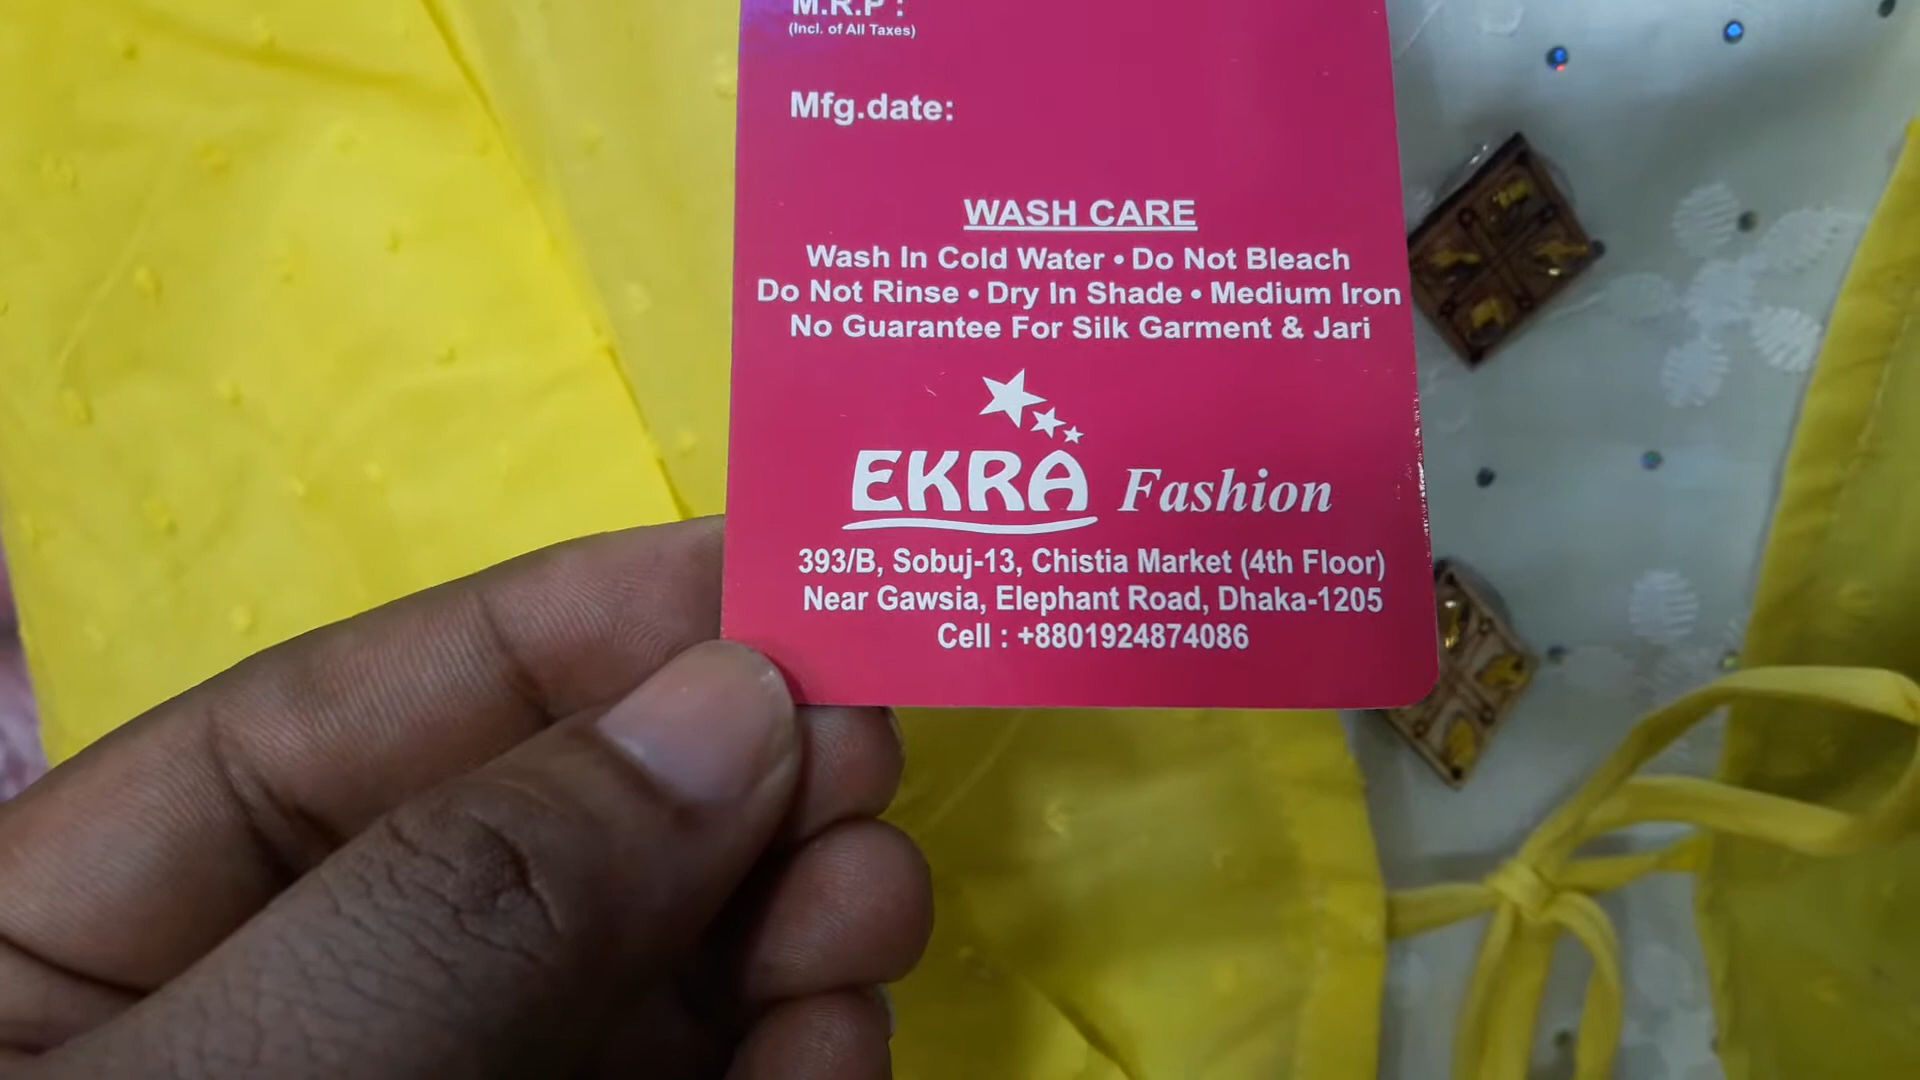 M.R.P :
(Incl. of All Taxes)
Mfg.date:
WASH CARE
Wash In Cold Water • Do Not Bleach
Do Not Rinse • Dry In Shade • Medium Iron
No Guarantee For Silk Garment & Jari
EKRA Fashion
393/B, Sobuj-13, Chistia Market (4th Floor)
Near Gawsia, Elephant Road, Dhaka-1205
Cell : +8801924874086